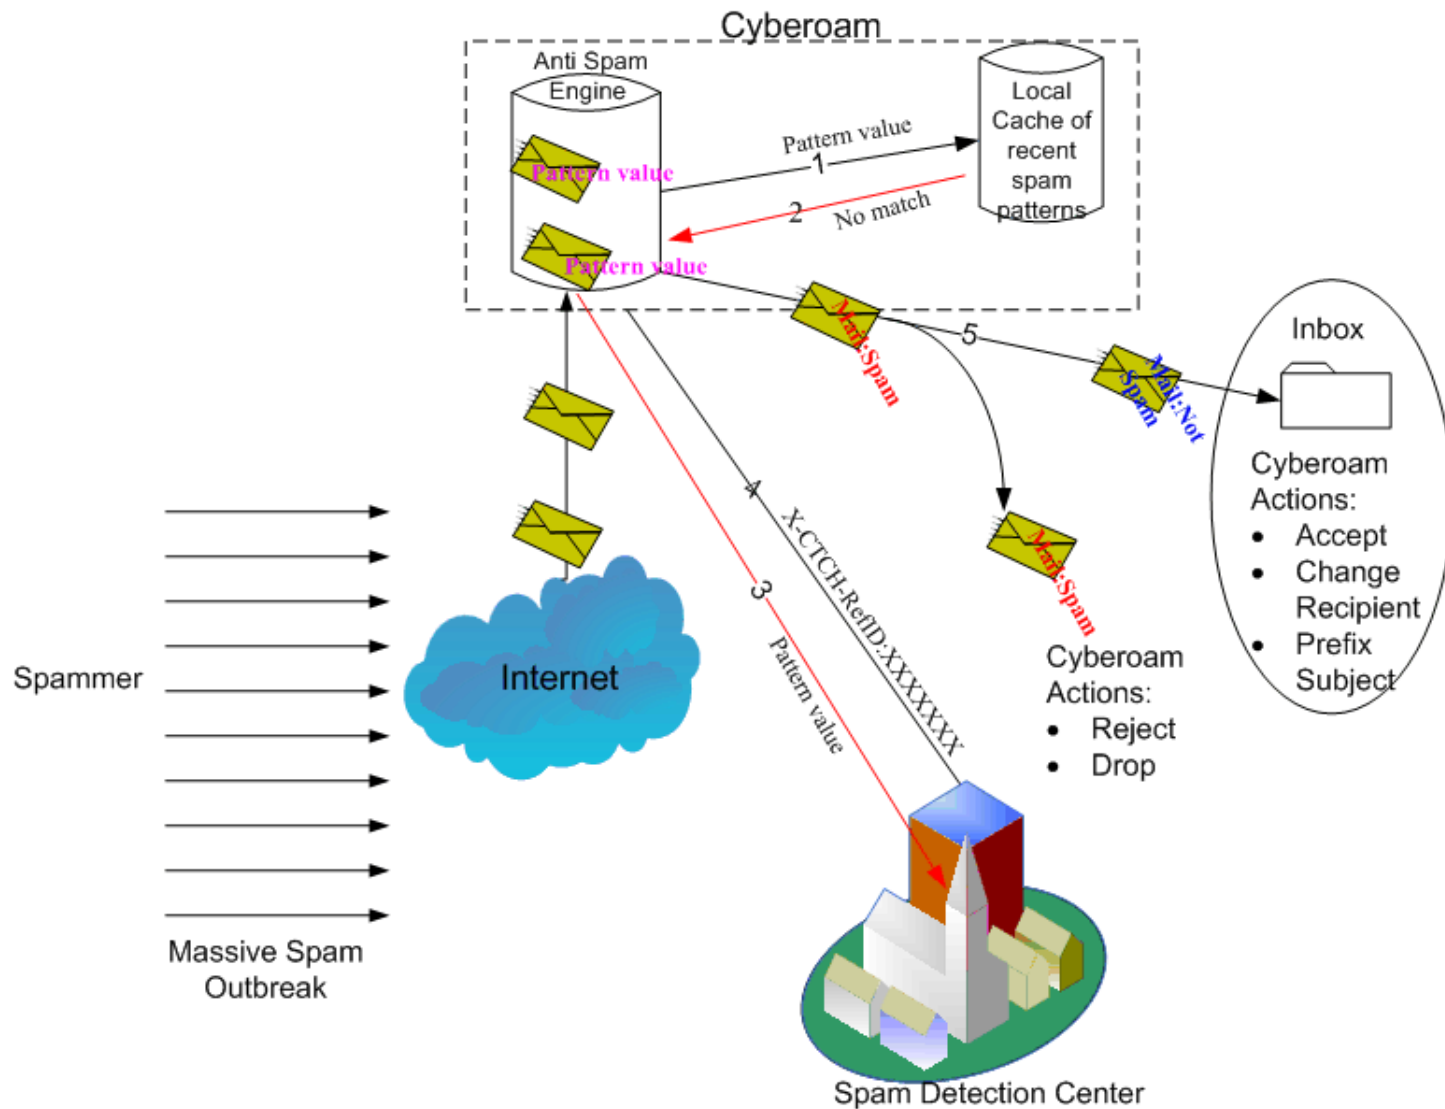 Cyberoam
Anti Spam
Engine
Pattern value
Pattern value
Pattern value
1
2
No match
Local
Cache of
recent
spam
patterns
Mail:Spam
5
Mail:Not
Spam
Inbox
Cyberoam
Actions:
• Accept
• Change
Recipient
• Prefix
Subject
Mail:Spam
Cyberoam
Actions:
• Reject
• Drop
4
X-CTCH-RefID:XXXXXXX
3
Pattern value
Internet
Spammer
Massive Spam
Outbreak
Spam Detection Center